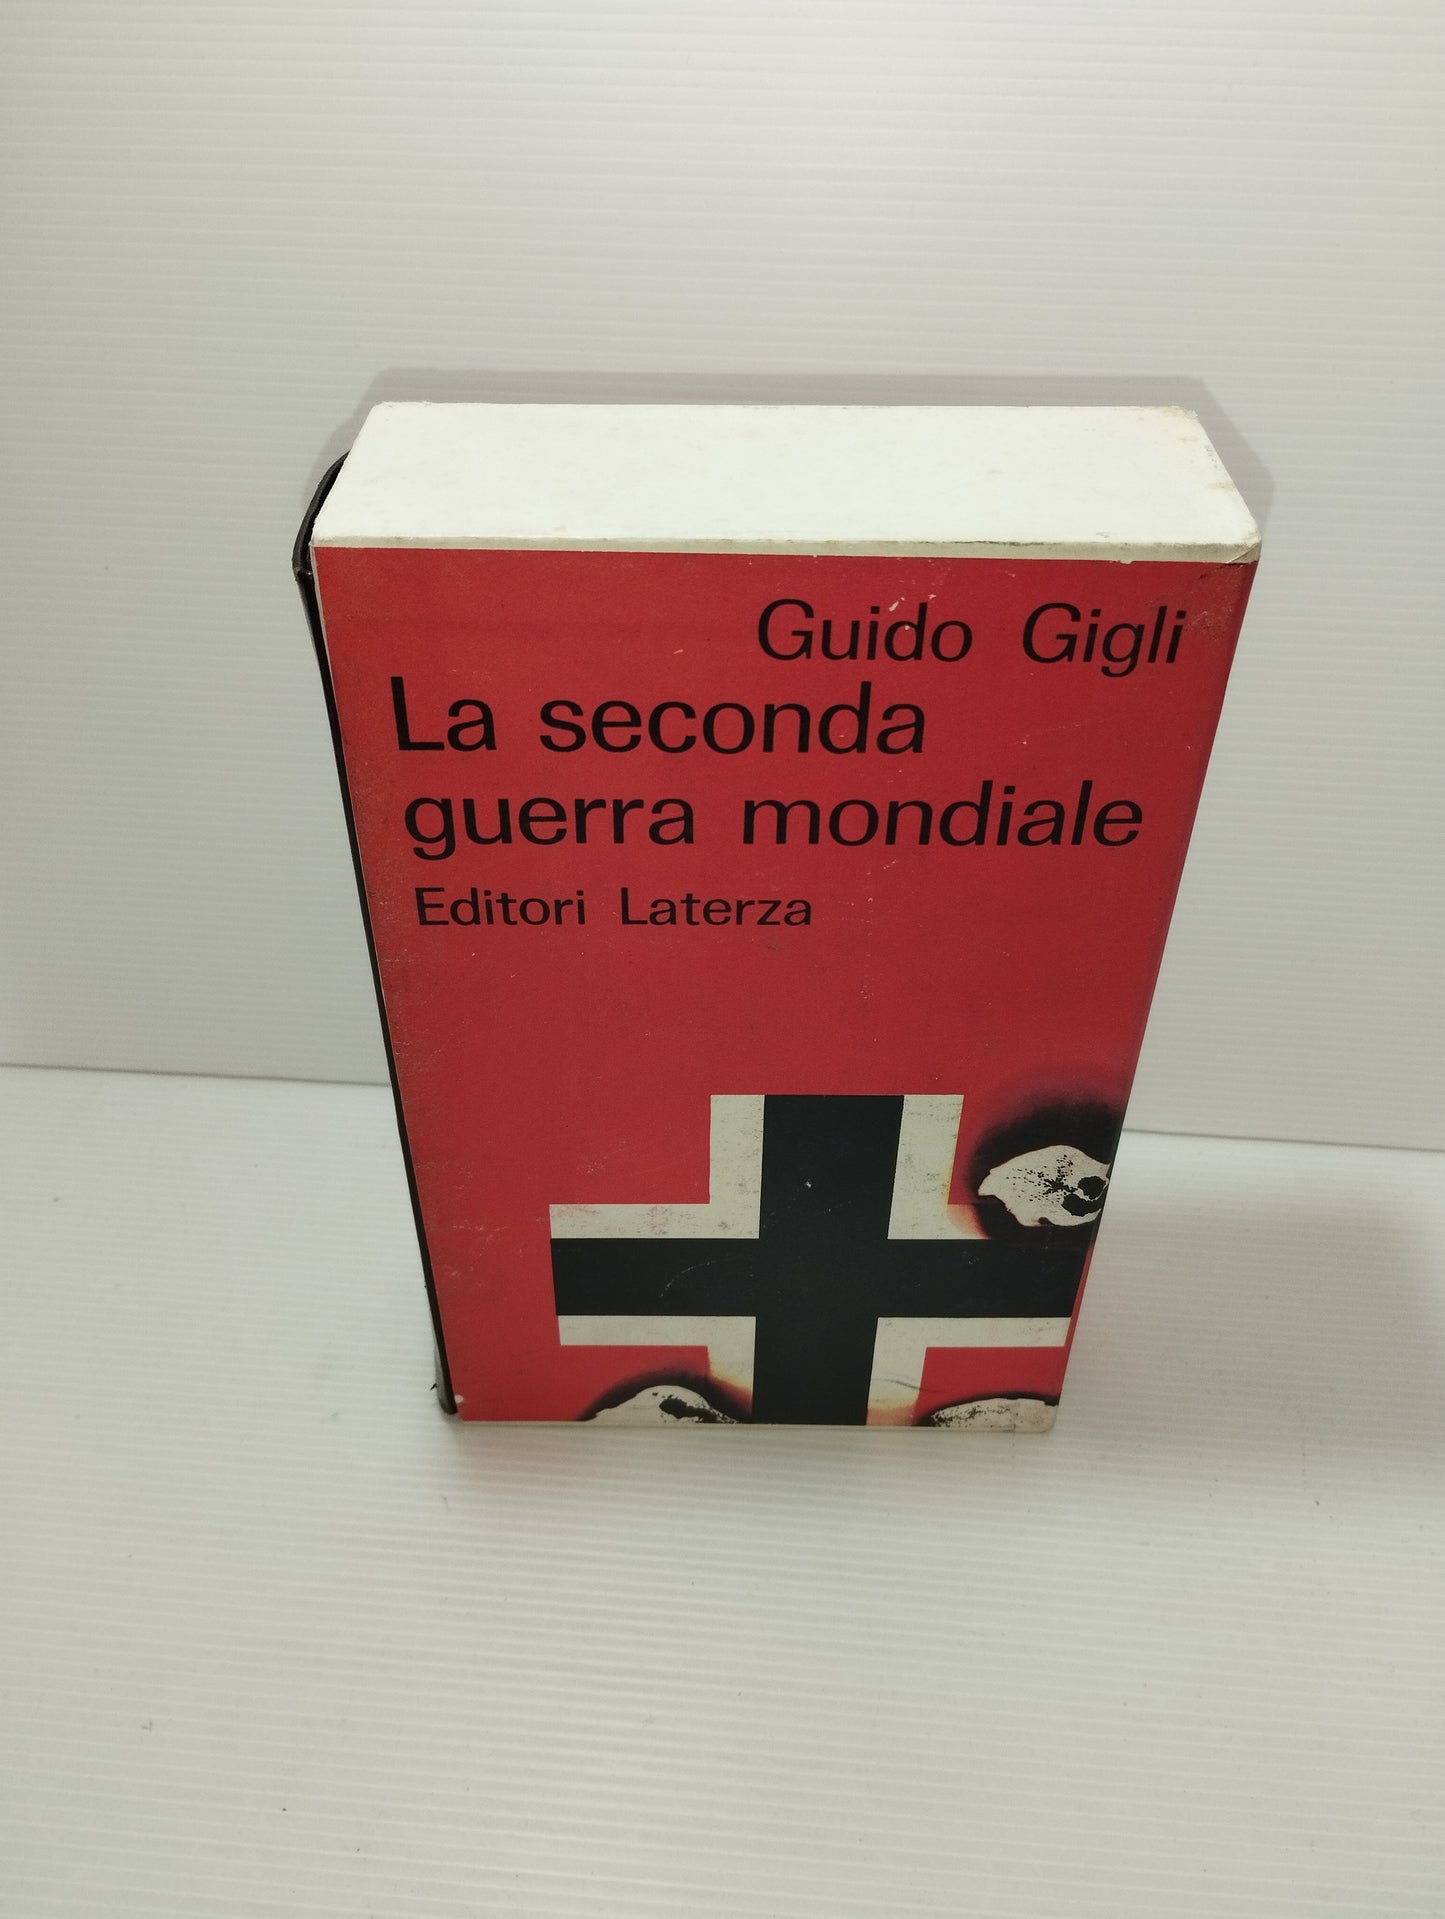 Guido Gigli
La seconda
guerra mondiale
Editori Laterza